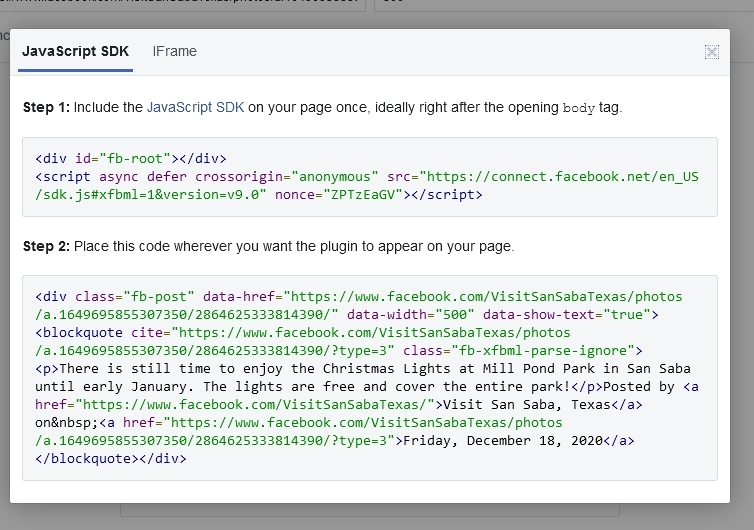 JavaScript SDK IFrame
Step 1: Include the JavaScript SDK on your page once, ideally right after the opening body tag.
<div id="fb-root"></div>
<script async defer crossorigin="anonymous" src="https://connect.facebook.net/en_US
/sdk.js#xfbml=1&version=v9.0" nonce="ZPTzEaGV"></script>
Step 2: Place this code wherever you want the plugin to appear on your page.
<div class="fb-post" data-href="https://www.facebook.com/VisitSanSabaTexas/photos
/a.1649695855307350/2864625333814390/" data-width="500" data-show-text="true">
<blockquote cite="https://www.facebook.com/VisitSanSabaTexas/photos
/a.1649695855307350/2864625333814390/?type=3" class="fb-xfbml-parse-ignore">
<p>There is still time to enjoy the Christmas Lights at Mill Pond Park in San Saba
until early January. The lights are free and cover the entire park!</p>Posted by <a
href="https://www.facebook.com/VisitSanSabaTexas/">Visit San Saba, Texas</a>
on&nbsp;<a href="https://www.facebook.com/VisitSanSabaTexas/photos
/a.1649695855307350/2864625333814390/?type=3">Friday, December 18, 2020</a>
</blockquote></div>